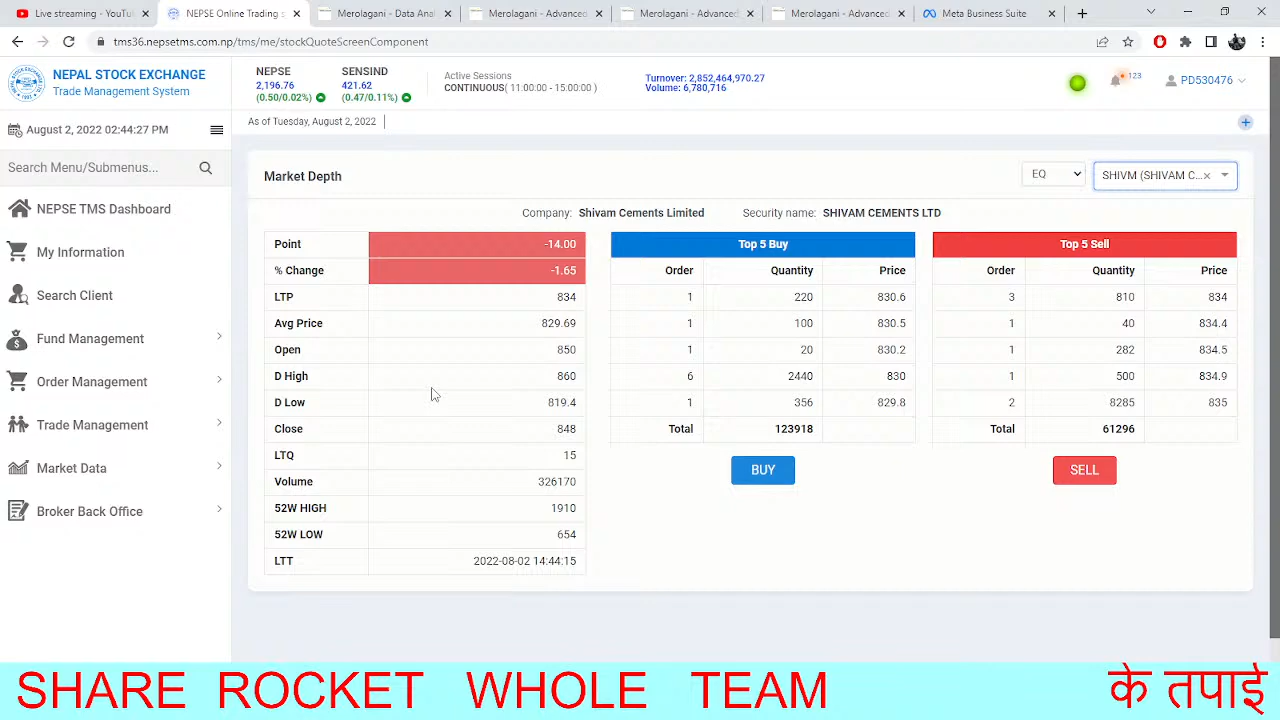 Live streaming - YouTu
NEPSE Online Trading s
Merolagani - Data Anal
Merolagani - Advanced
Merolagani - Advanced
Merolagani - Advanced
Meta Business Suite
tms36.nepsetms.com.np/tms/me/stockQuoteScreenComponent
NEPAL STOCK EXCHANGE
Trade Management System
NEPSE
2,196.76
(0.50/0.02%)
SENSIND
421.62
(0.47/0.11%)
Active Sessions
CONTINUOUS( 11:00:00 - 15:00:00 )
Turnover: 2,852,464,970.27
Volume: 6,780,716
123
PD530476
August 2, 2022 02:44:27 PM
As of Tuesday, August 2, 2022
Search Menu/Submenus...
NEPSE TMS Dashboard
My Information
Search Client
Fund Management
Order Management
Trade Management
Market Data
Broker Back Office
Market Depth
EQ
SHIVM (SHIVAM C...×
Company: Shivam Cements Limited Security name: SHIVAM CEMENTS LTD
Point -14.00
% Change -1.65
LTP 834
Avg Price 829.69
Open 850
D High 860
D Low 819.4
Close 848
LTQ 15
Volume 326170
52W HIGH 1910
52W LOW 654
LTT 2022-08-02 14:44:15
Top 5 Buy
Order Quantity Price
1 220 830.6
1 100 830.5
1 20 830.2
6 2440 830
1 356 829.8
Total 123918
BUY
Top 5 Sell
Order Quantity Price
3 810 834
1 40 834.4
1 282 834.5
1 500 834.9
2 8285 835
Total 61296
SELL
SHARE ROCKET WHOLE TEAM के तपाई